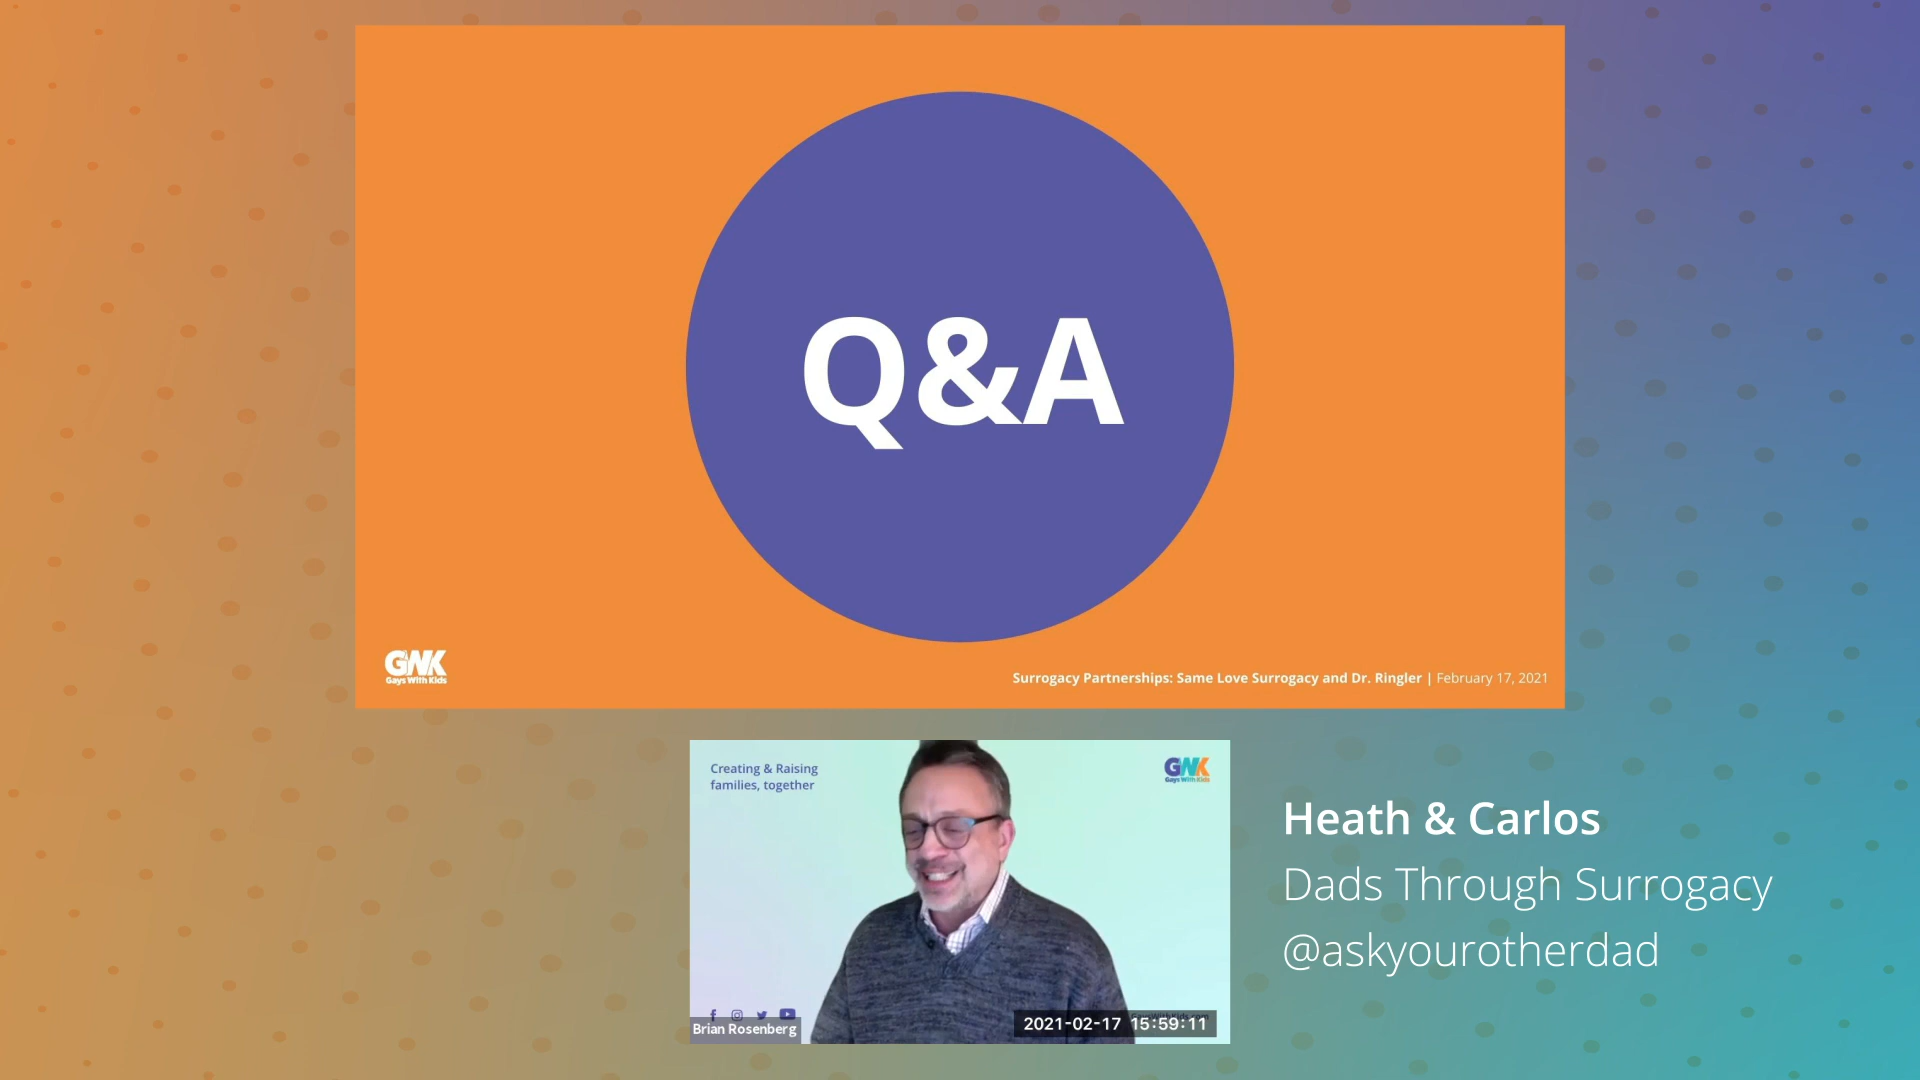 Q&A
GWK
Gays With Kids
Surrogacy Partnerships: Same Love Surrogacy and Dr. Ringler | February 17, 2021
Creating & Raising
families, together
GWK
Gays With Kids
Brian Rosenberg
2021-02-17 15:59:11
Heath & Carlos
Dads Through Surrogacy
@askyourotherdad